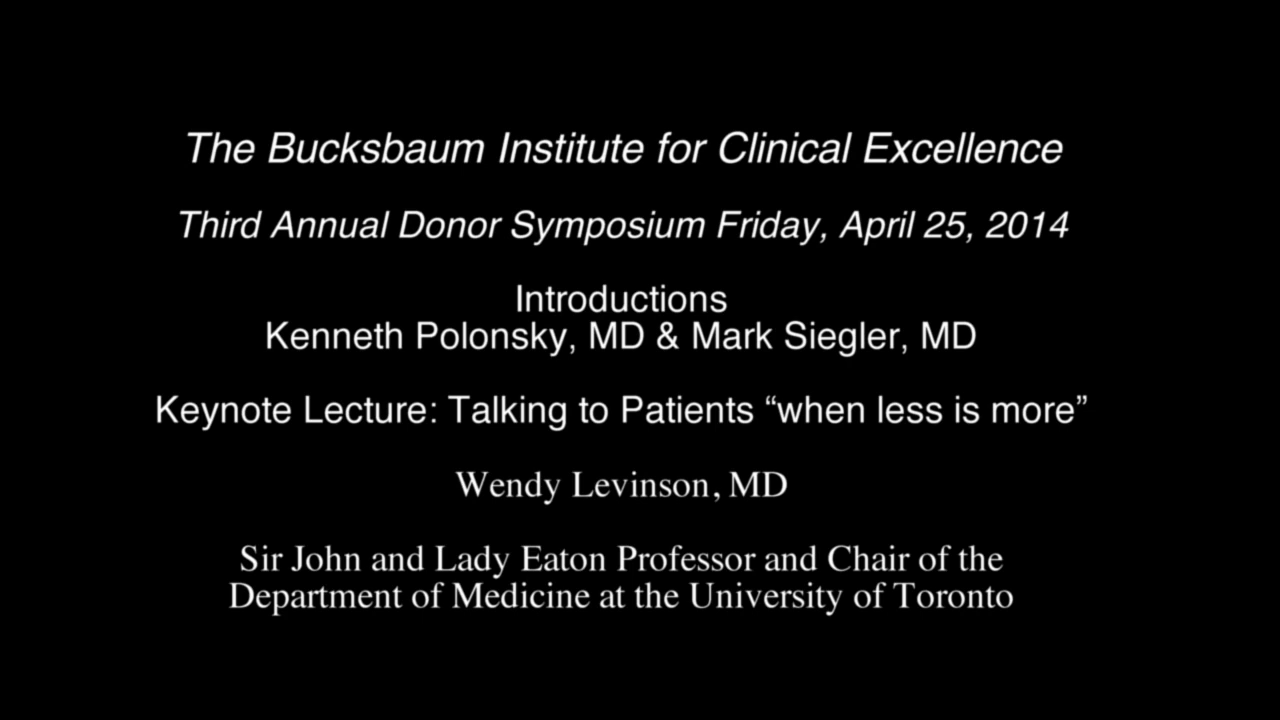 The Bucksbaum Institute for Clinical Excellence
Third Annual Donor Symposium Friday, April 25, 2014
Introductions
Kenneth Polonsky, MD & Mark Siegler, MD
Keynote Lecture: Talking to Patients “when less is more”
Wendy Levinson, MD
Sir John and Lady Eaton Professor and Chair of the
Department of Medicine at the University of Toronto